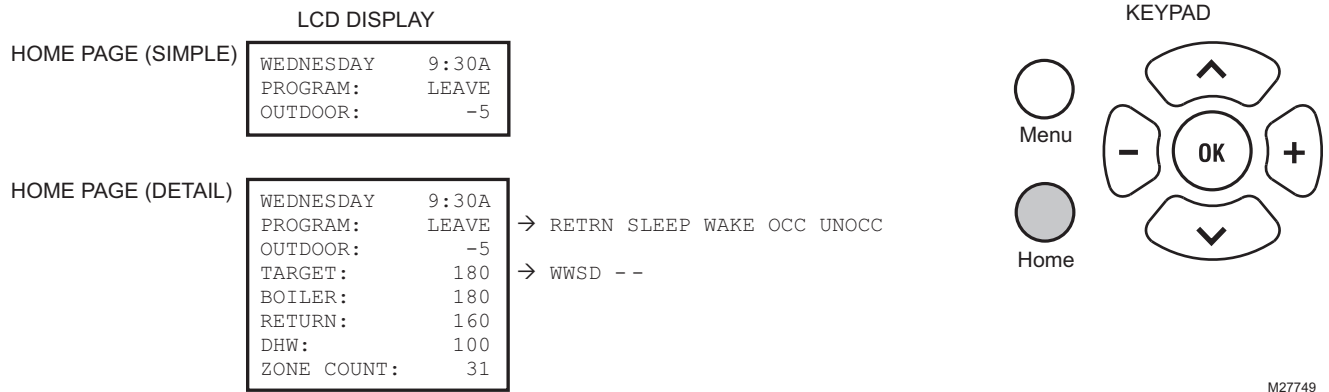 LCD DISPLAY
KEYPAD
HOME PAGE (SIMPLE)
WEDNESDAY 9:30A
PROGRAM: LEAVE
OUTDOOR: -5
Menu
- OK +
Home
HOME PAGE (DETAIL)
WEDNESDAY 9:30A
PROGRAM: LEAVE → RETRN SLEEP WAKE OCC UNOCC
OUTDOOR: -5
TARGET: 180 → WWSD --
BOILER: 180
RETURN: 160
DHW: 100
ZONE COUNT: 31
M27749